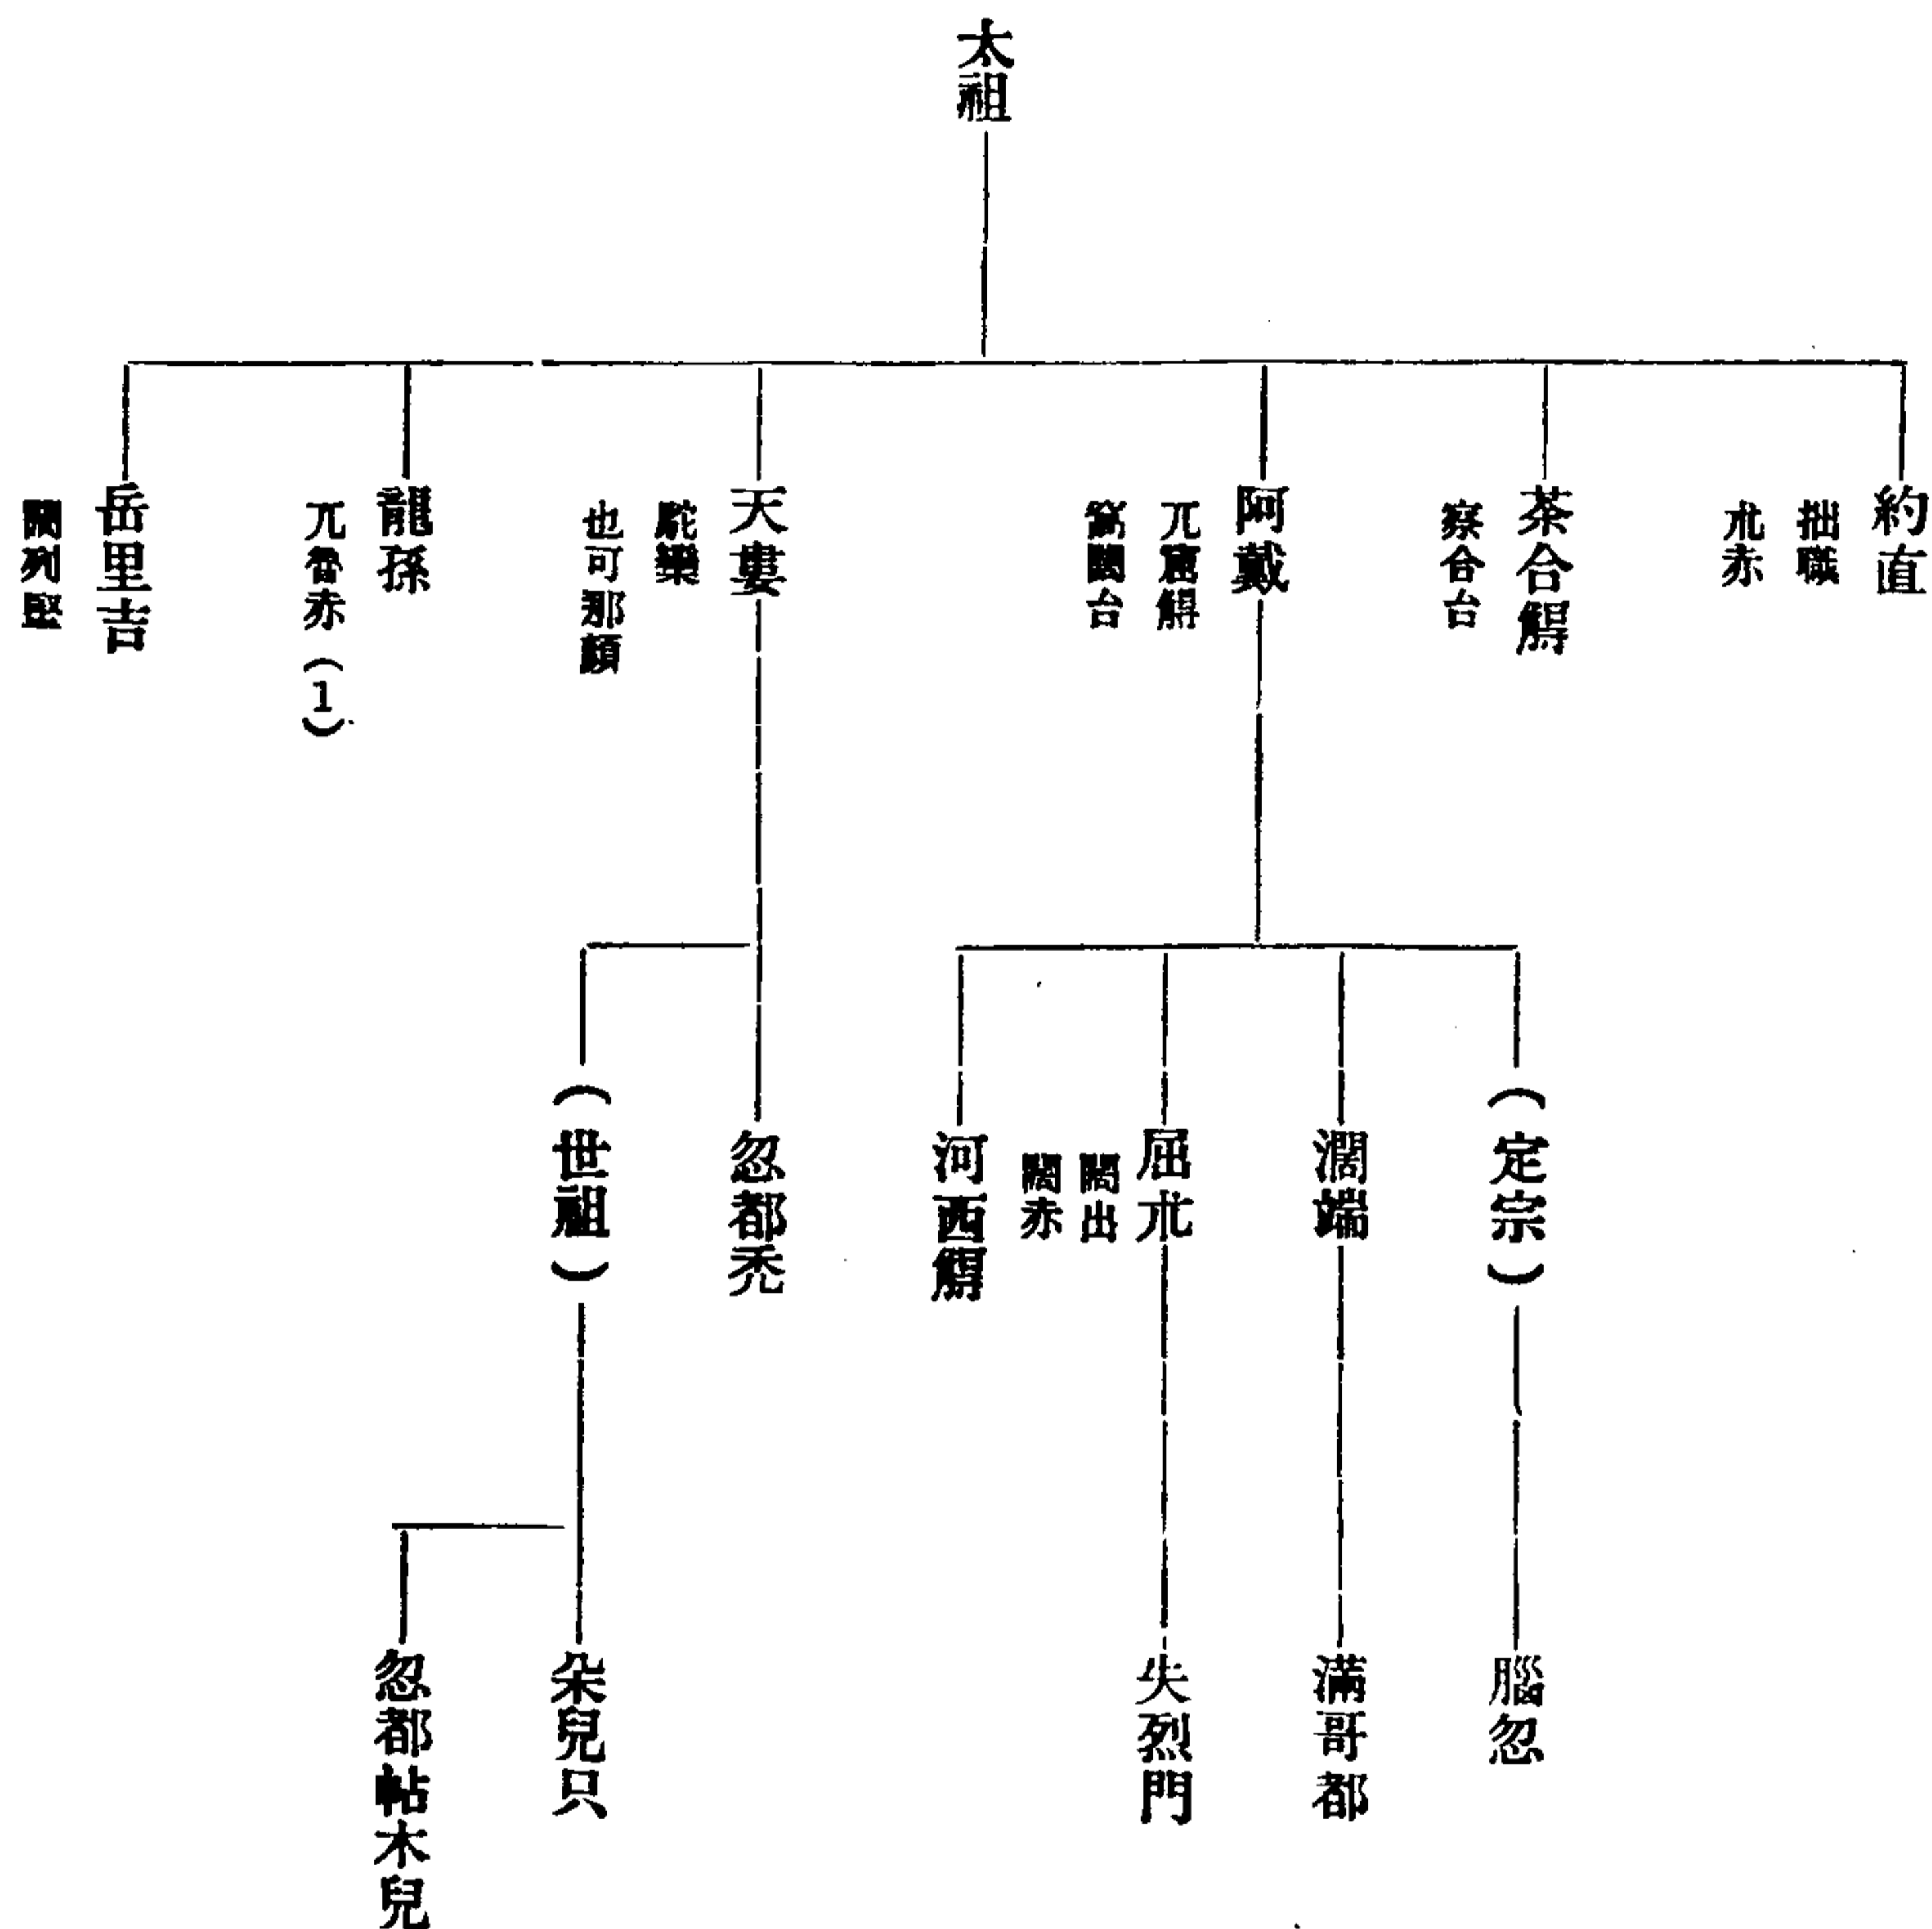 太祖
約直
拙職
朮赤
茶合䚟
察合台
阿戴
兀窟䚟
窩闊台
天婁
駝欒
也可那顏
龍孫
兀魯赤(1)
岳里吉
闊列堅
(定宗)
濶端
屈朮
闊出
闊赤
河西䚟
忽都禿
(世祖)
腦忽
滿哥都
失烈門
朵兒只
忽都帖木兒